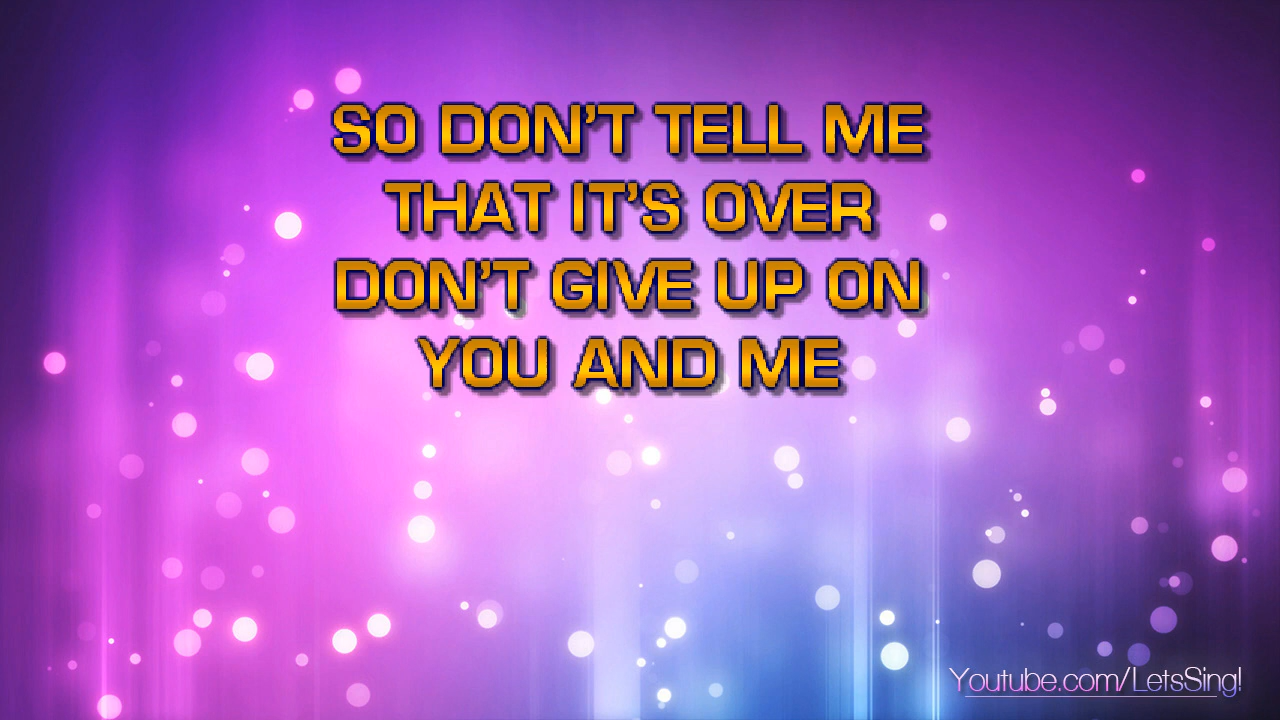 SO DON'T TELL ME
THAT IT'S OVER
DON'T GIVE UP ON
YOU AND ME
Youtube.com/LetsSing!